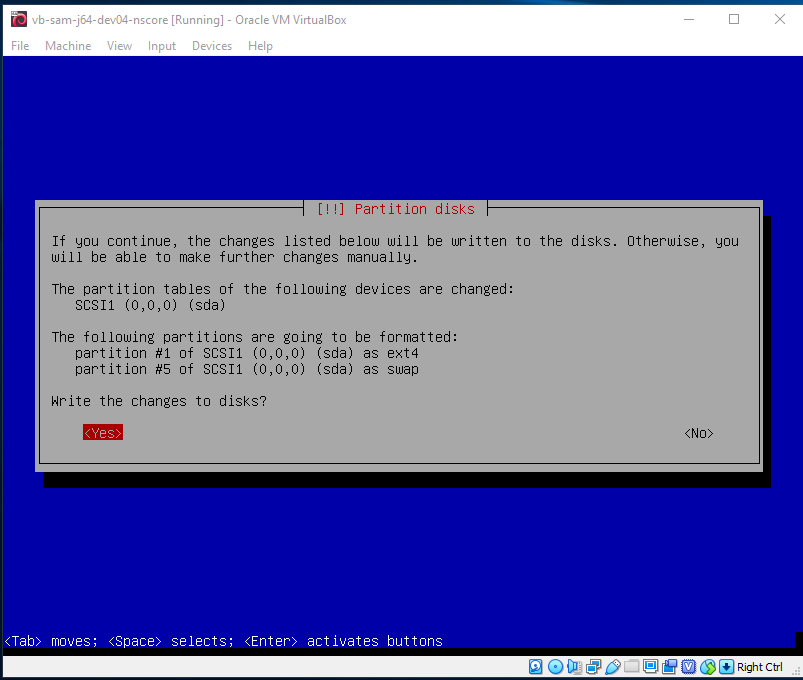 vb-sam-j64-dev04-nscore [Running] - Oracle VM VirtualBox
File Machine View Input Devices Help
[!!] Partition disks
If you continue, the changes listed below will be written to the disks. Otherwise, you
will be able to make further changes manually.
The partition tables of the following devices are changed:
SCSI1 (0,0,0) (sda)
The following partitions are going to be formatted:
partition #1 of SCSI1 (0,0,0) (sda) as ext4
partition #5 of SCSI1 (0,0,0) (sda) as swap
Write the changes to disks?
<Yes> <No>
<Tab> moves; <Space> selects; <Enter> activates buttons
Right Ctrl